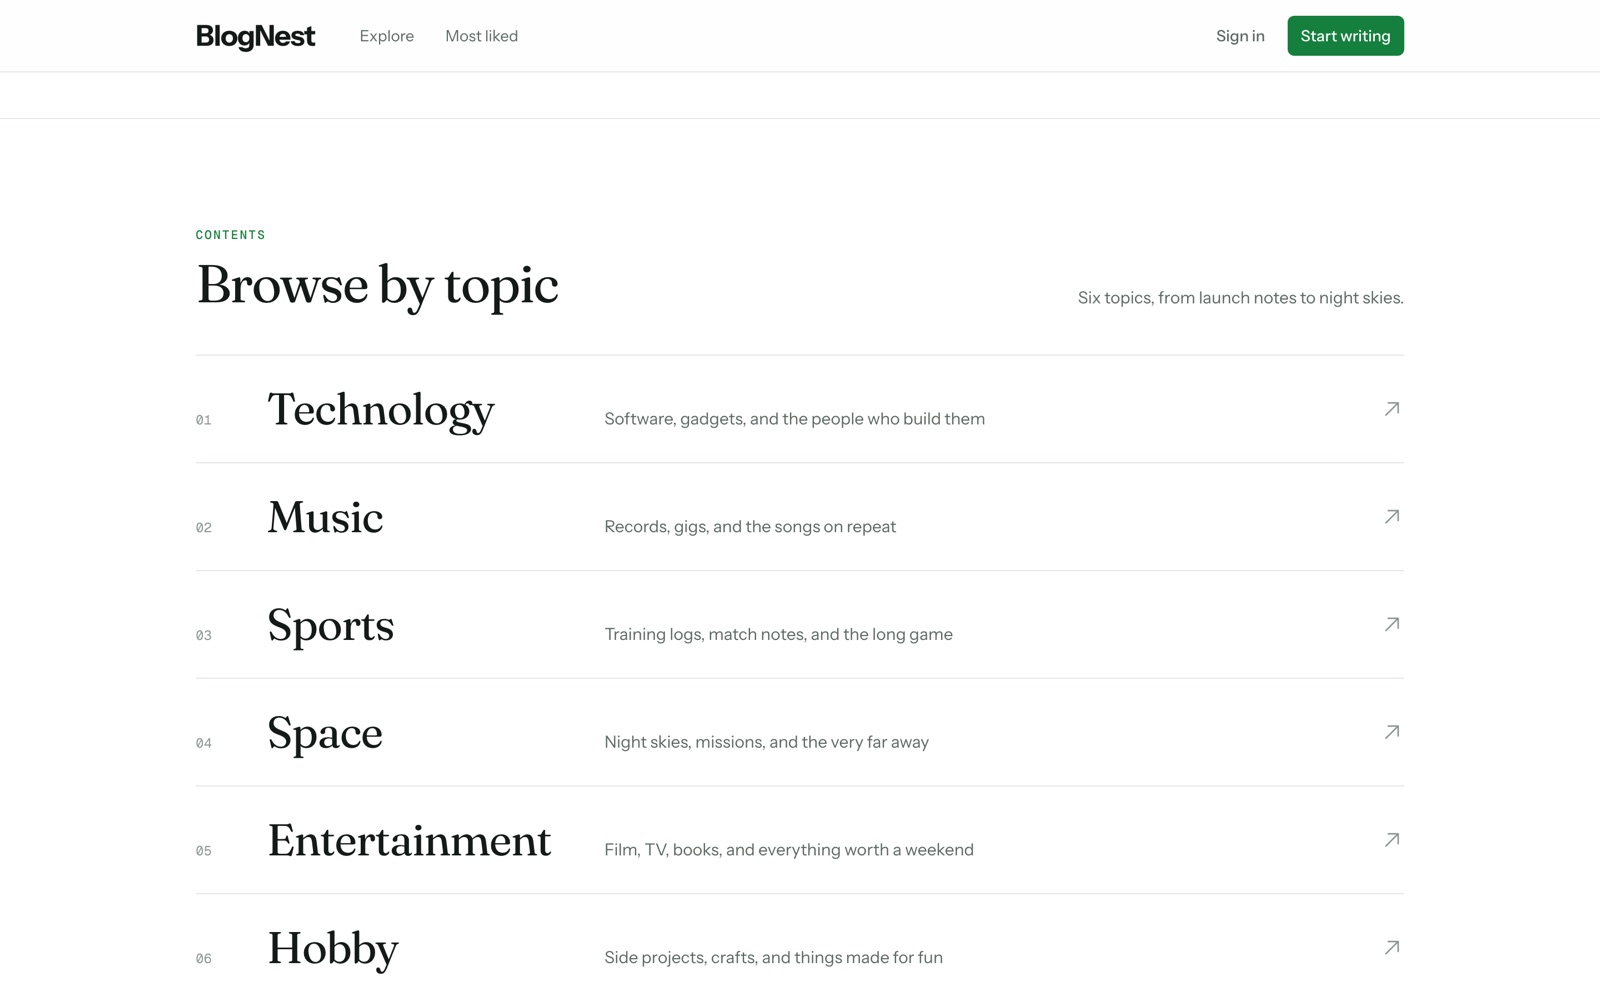 BlogNest Explore Most liked Sign in Start writing
CONTENTS
Browse by topic
Six topics, from launch notes to night skies.
01 Technology Software, gadgets, and the people who build them
02 Music Records, gigs, and the songs on repeat
03 Sports Training logs, match notes, and the long game
04 Space Night skies, missions, and the very far away
05 Entertainment Film, TV, books, and everything worth a weekend
06 Hobby Side projects, crafts, and things made for fun